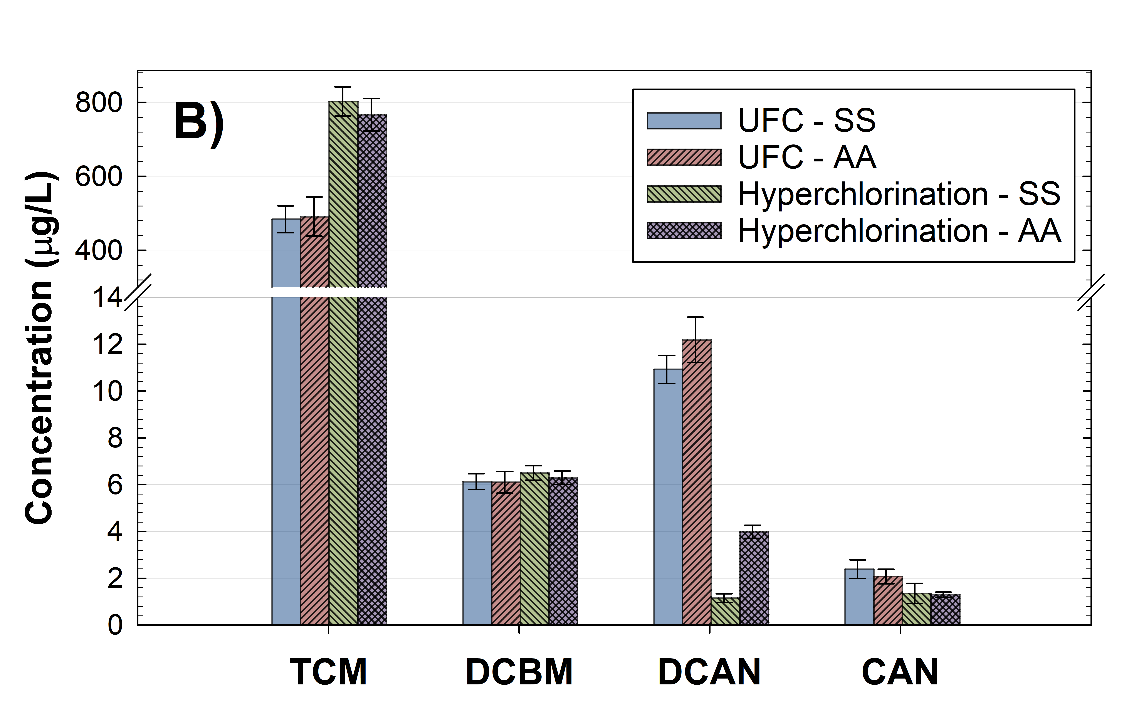 B)
Concentration (μg/L)
800
600
400
14
12
10
8
6
4
2
0
UFC - SS
UFC - AA
Hyperchlorination - SS
Hyperchlorination - AA
TCM DCBM DCAN CAN